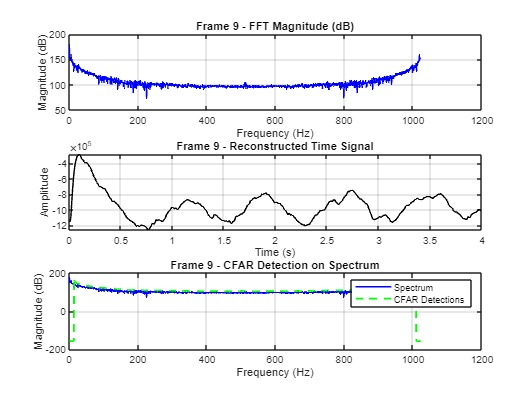 Frame 9 - FFT Magnitude (dB)
Magnitude (dB)
200
150
100
50
0 200 400 600 800 1000 1200
Frequency (Hz)
Frame 9 - Reconstructed Time Signal
×10⁵
Amplitude
-4
-6
-8
-10
-12
0 0.5 1 1.5 2 2.5 3 3.5 4
Time (s)
Frame 9 - CFAR Detection on Spectrum
Magnitude (dB)
200
0
-200
Spectrum
CFAR Detections
0 200 400 600 800 1000 1200
Frequency (Hz)